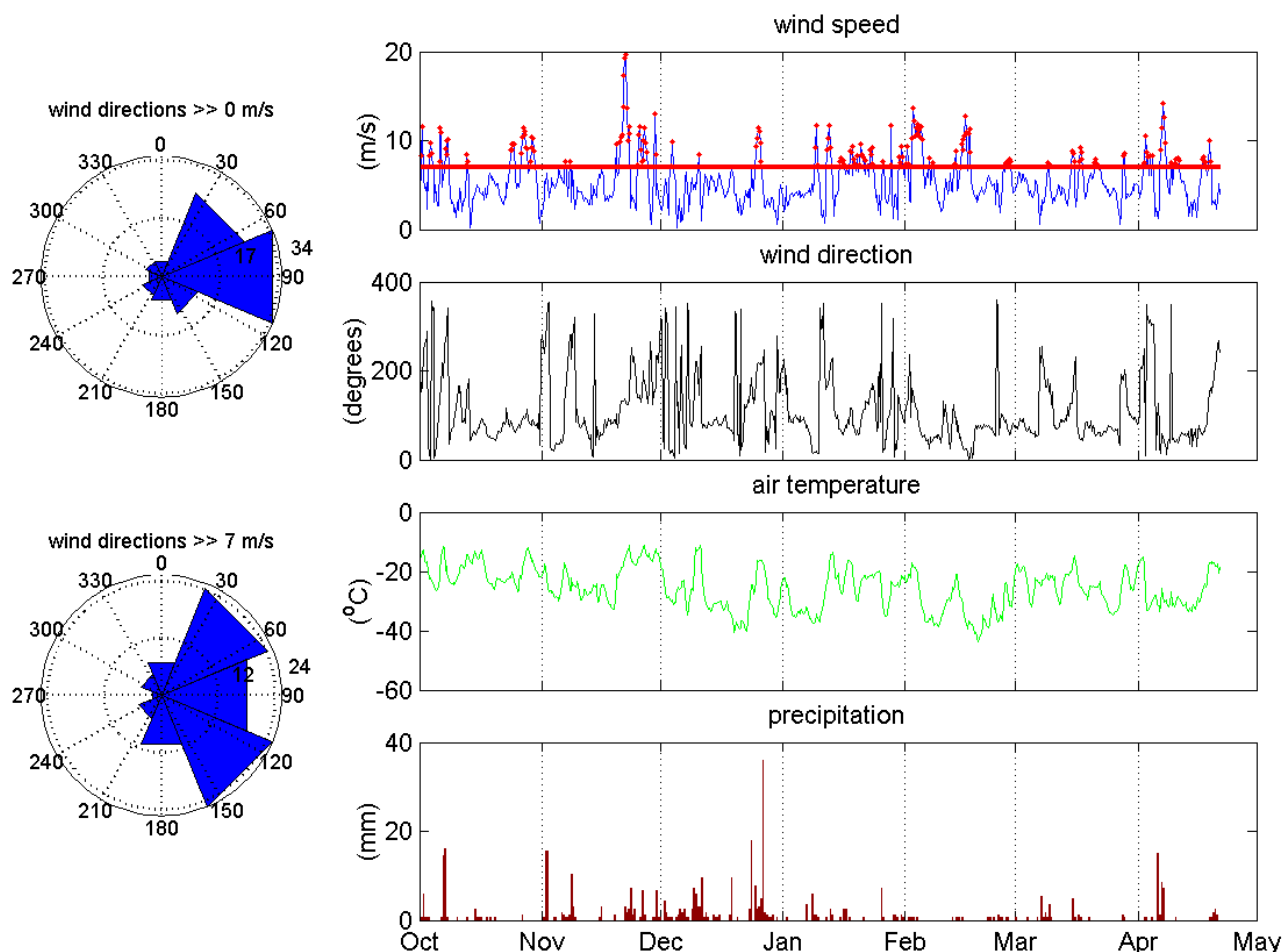 wind directions >> 0 m/s
0
330 30
300 60
17 34
270 90
240 120
210 150
180
wind directions >> 7 m/s
0
330 30
300 60
12 24
270 90
240 120
210 150
180
wind speed
20
10
0
(m/s)
wind direction
400
200
0
(degrees)
air temperature
0
-20
-40
-60
(°C)
precipitation
40
20
0
(mm)
Oct Nov Dec Jan Feb Mar Apr May